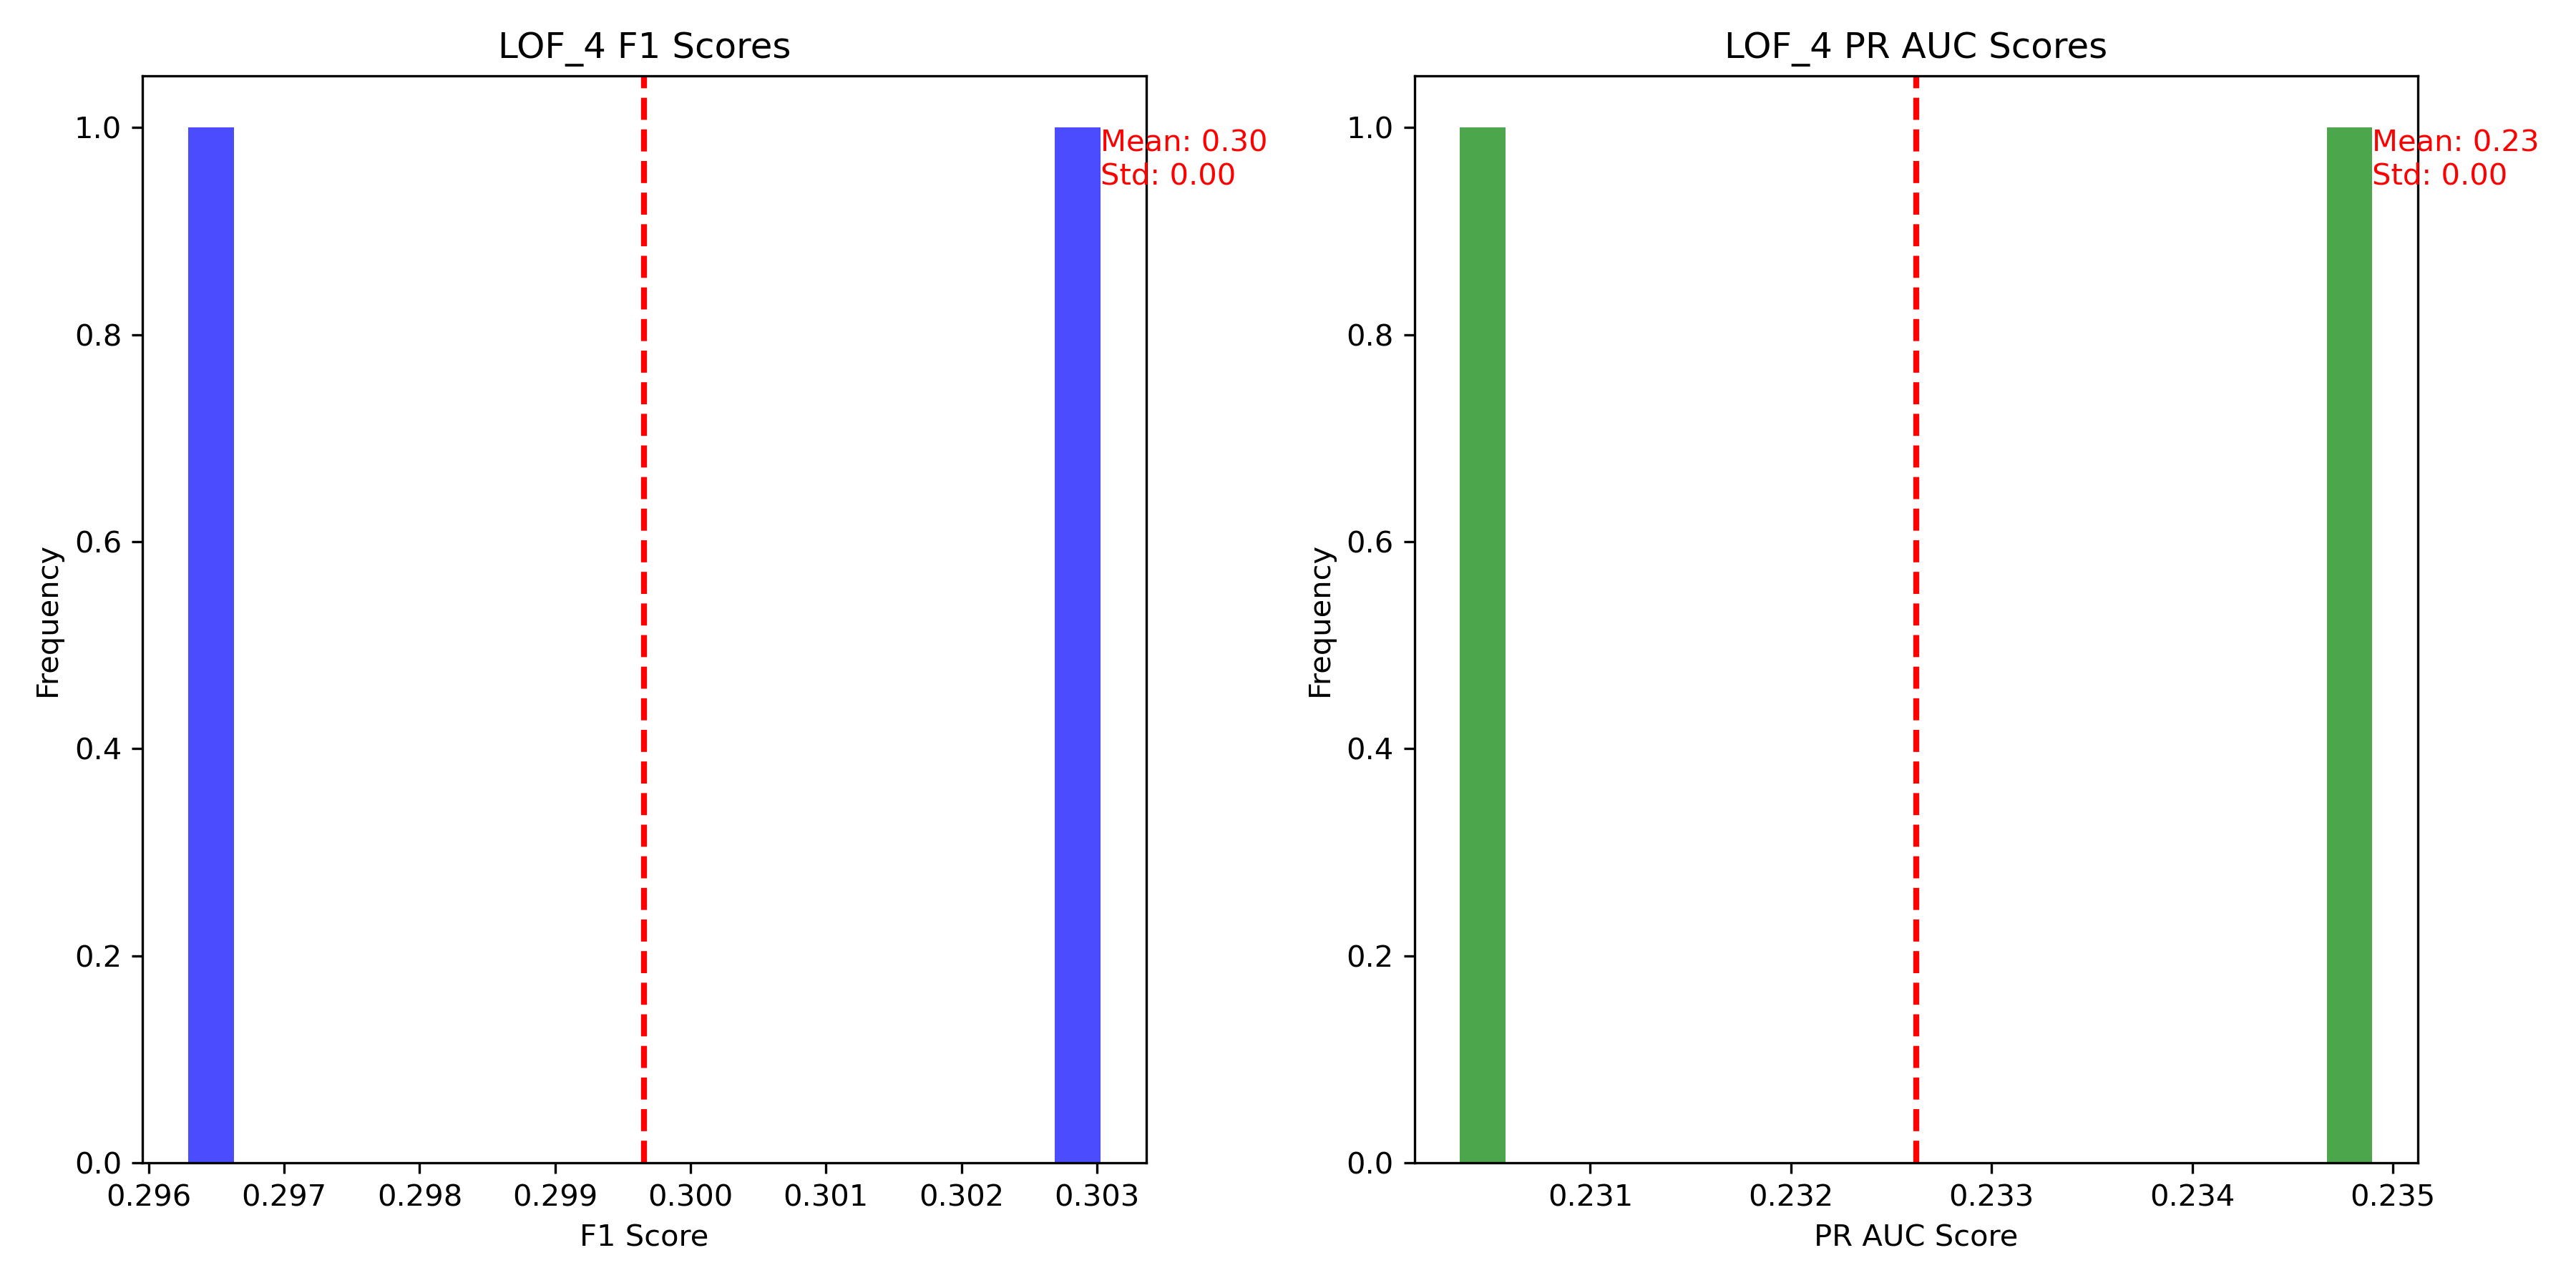 LOF_4 F1 Scores
1.0
0.8
0.6
0.4
0.2
0.0
Frequency
Mean: 0.30
Std: 0.00
0.296 0.297 0.298 0.299 0.300 0.301 0.302 0.303
F1 Score
LOF_4 PR AUC Scores
1.0
0.8
0.6
0.4
0.2
0.0
Frequency
Mean: 0.23
Std: 0.00
0.231 0.232 0.233 0.234 0.235
PR AUC Score